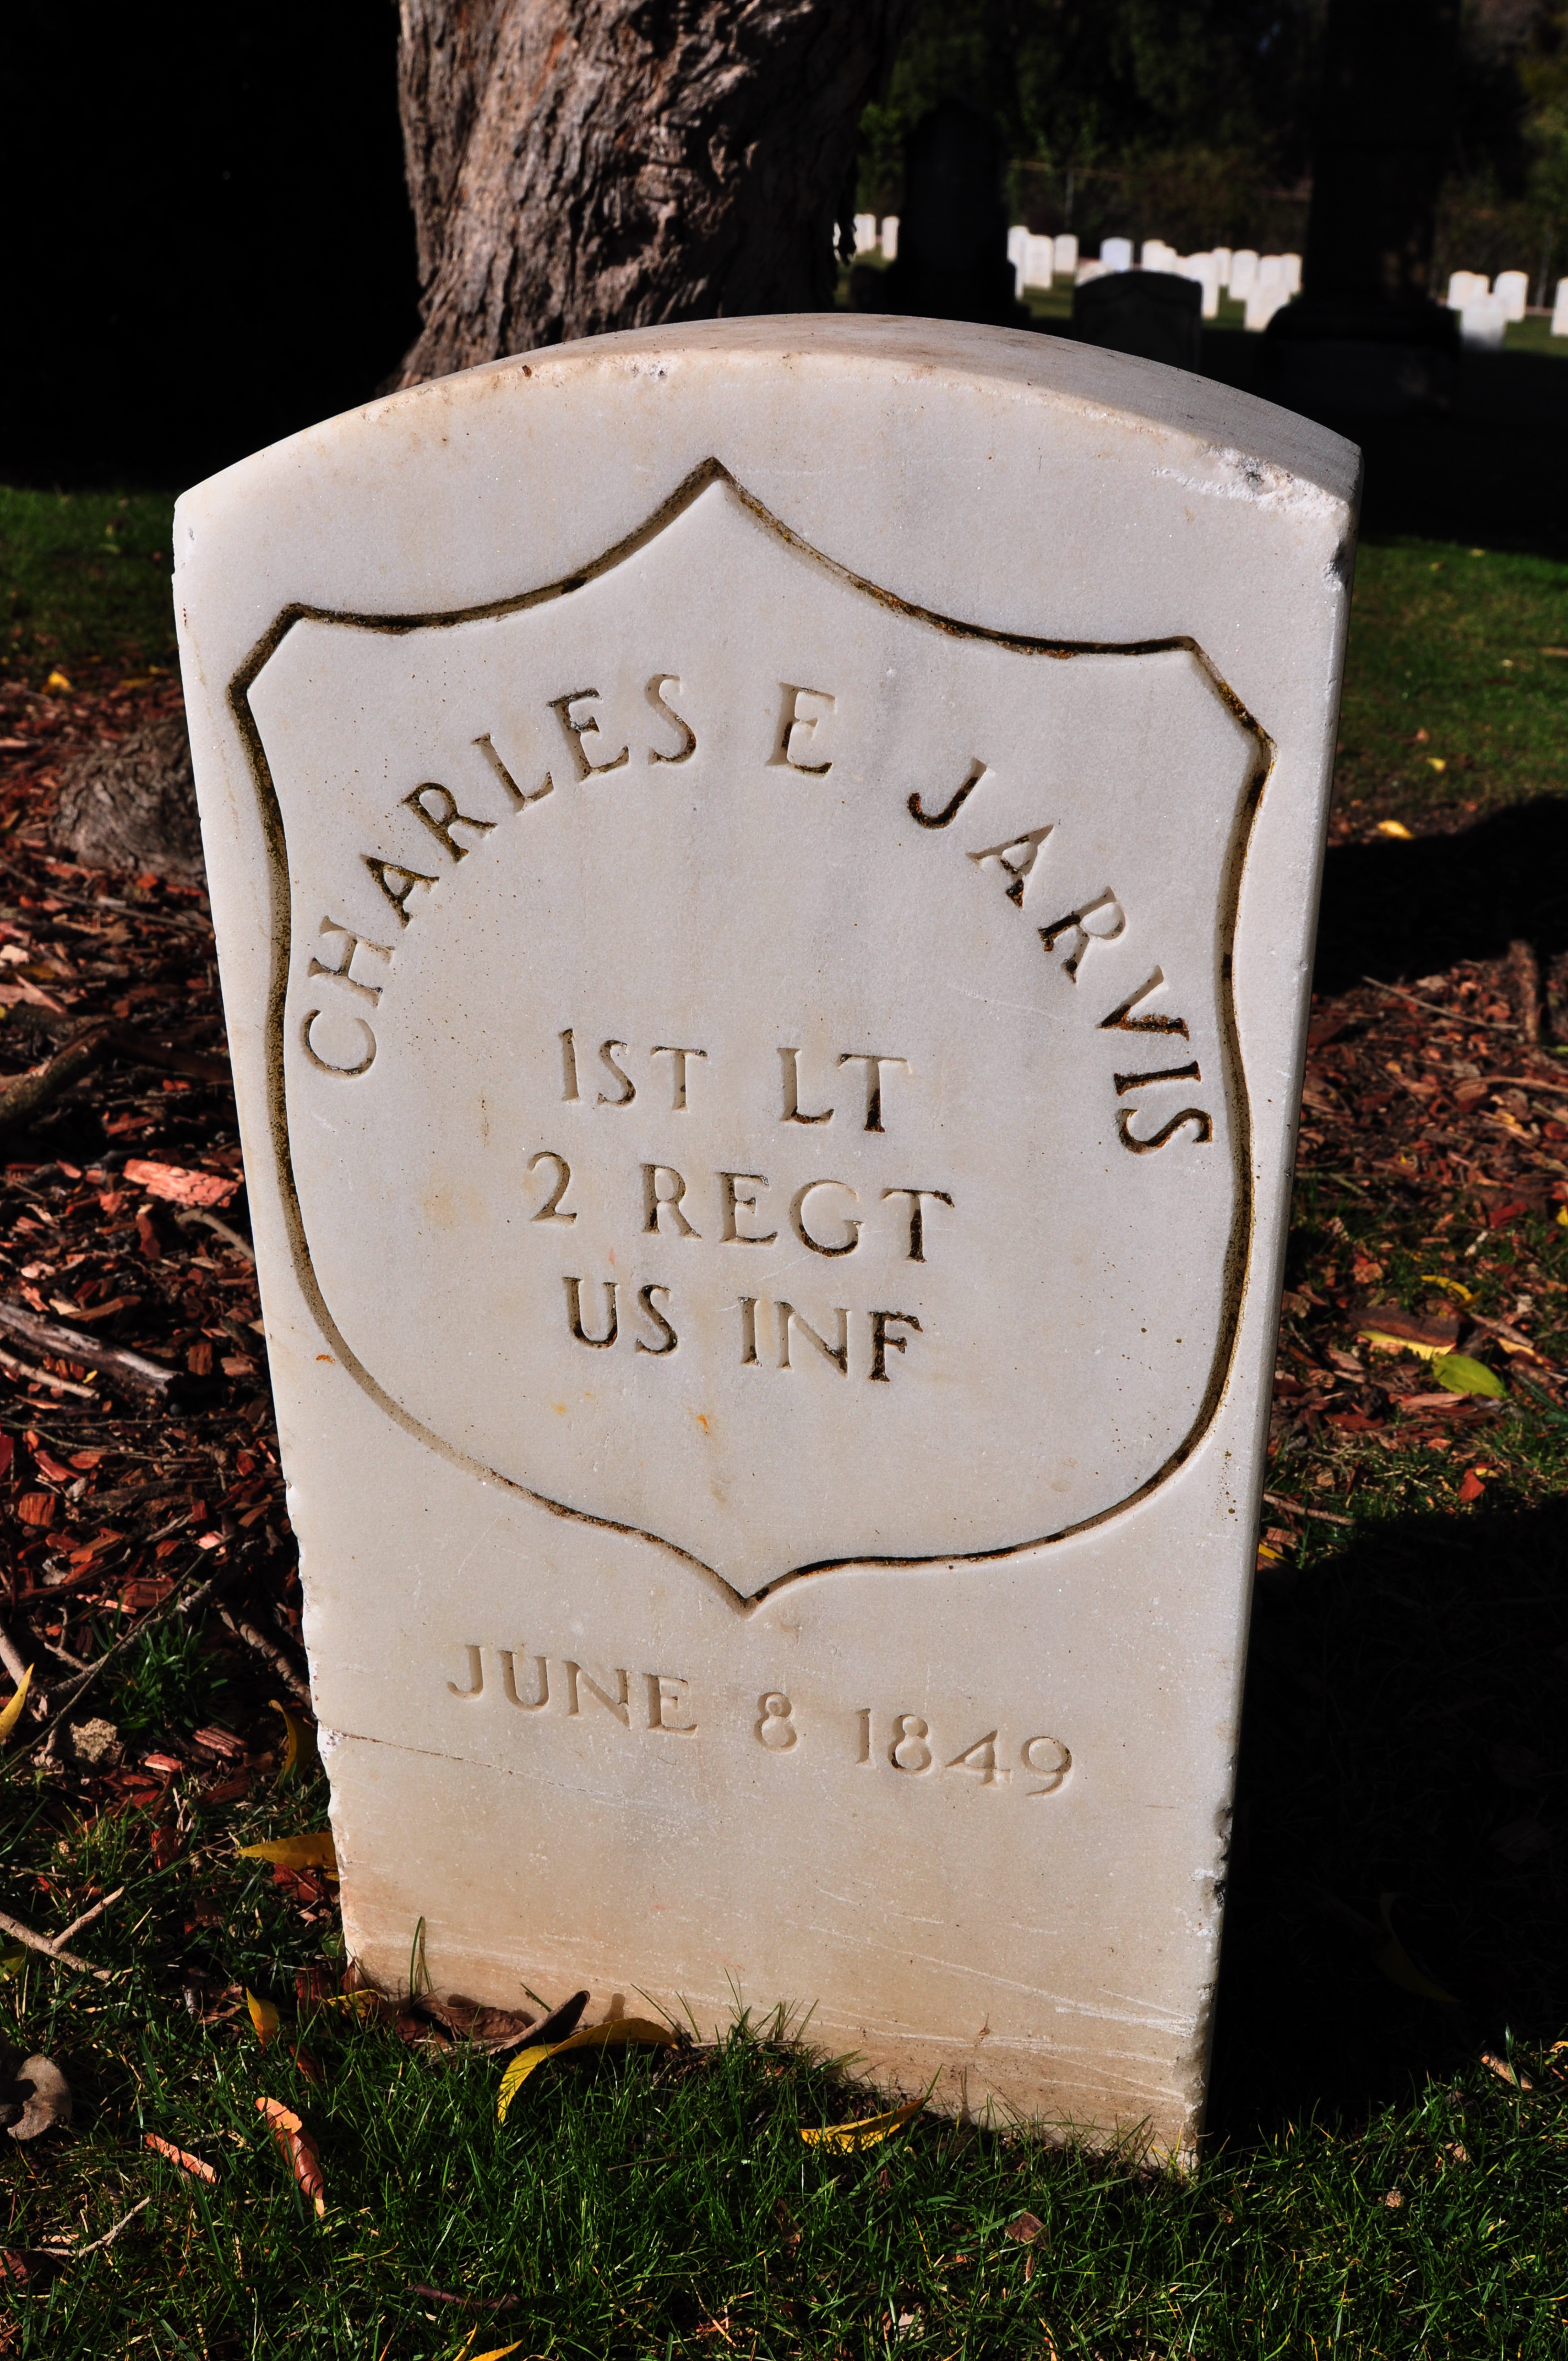 CHARLES E JARVIS
1ST LT
2 REGT
US INF
JUNE 8 1849